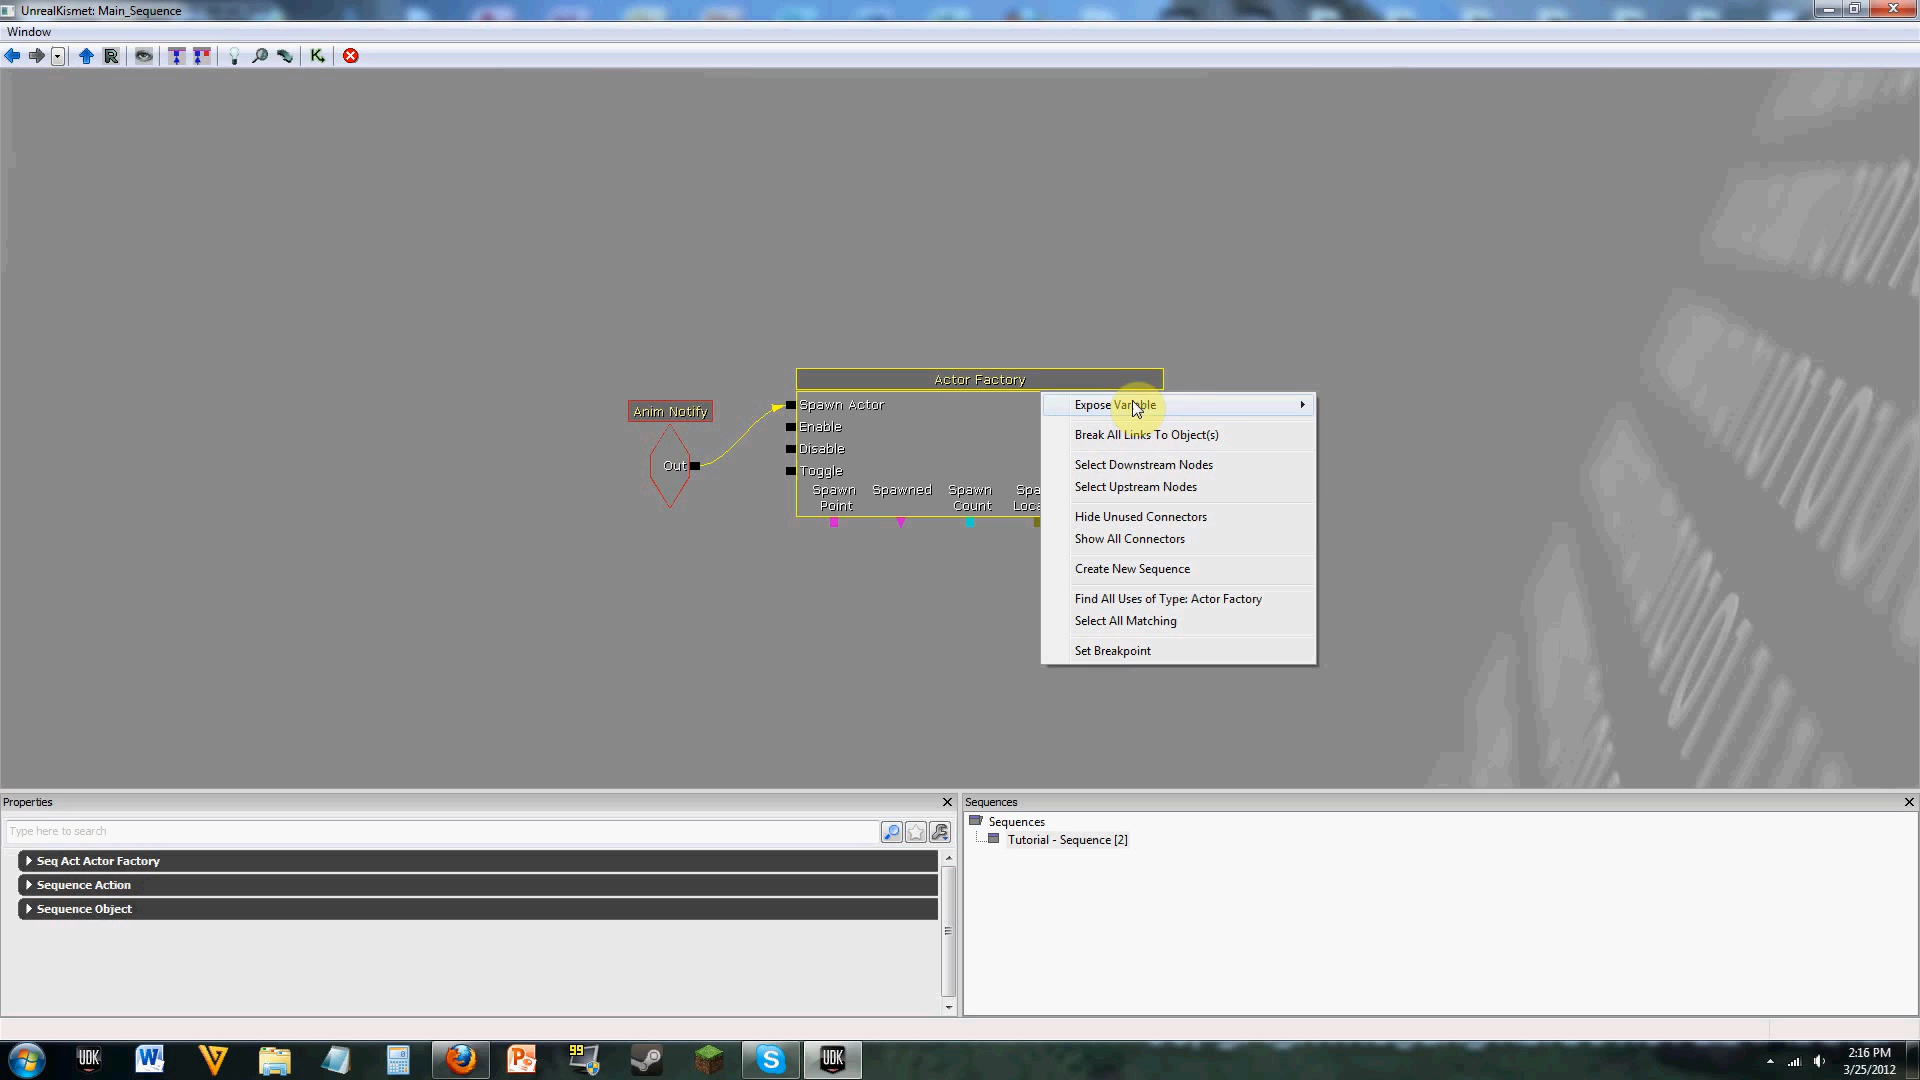 UnrealKismet: Main_Sequence
Window
R
K
Actor Factory
Anim Notify
Out
Spawn Actor
Enable
Disable
Toggle
Spawn Point
Spawned
Spawn Count
Expose Variable
Break All Links To Object(s)
Select Downstream Nodes
Select Upstream Nodes
Hide Unused Connectors
Show All Connectors
Create New Sequence
Find All Uses of Type: Actor Factory
Select All Matching
Set Breakpoint
Properties
Type here to search
Seq Act Actor Factory
Sequence Action
Sequence Object
Sequences
Sequences
Tutorial - Sequence [2]
UDK
W
P
99
S
UDK
2:16 PM
3/25/2012